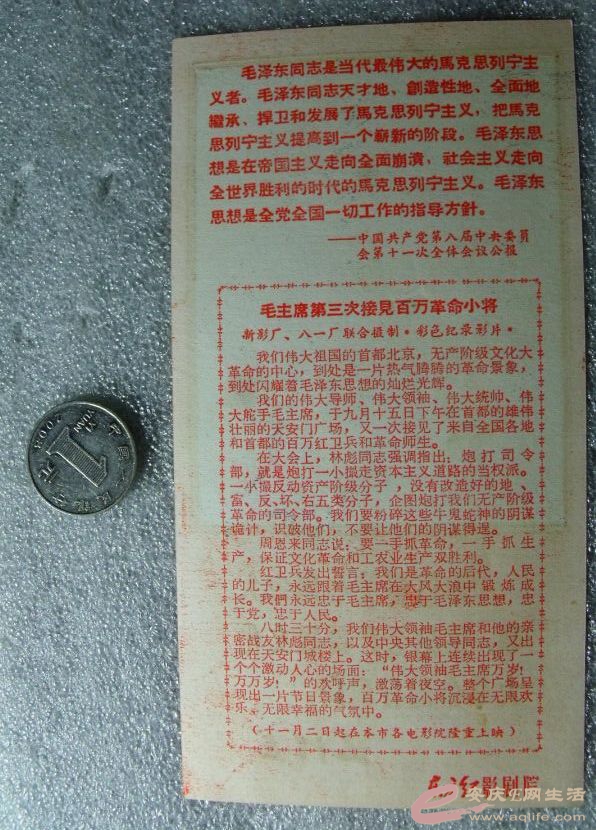 毛泽东同志是当代最伟大的馬克思列宁主
义者。毛泽东同志天才地、創造性地、全面地
繼承、捍卫和发展了馬克思列宁主义，把馬克
思列宁主义提高到一个嶄新的阶段。毛泽东思
想是在帝国主义走向全面崩潰，社会主义走向
全世界胜利的时代的馬克思列宁主义。毛泽东
思想是全党全国一切工作的指导方針。
——中国共产党第八届中央委員
会第十一次全体会议公报
毛主席第三次接見百万革命小将
新影厂、八一厂联合摄制·彩色纪录影片·
我们伟大祖国的首都北京，无产阶级文化大
革命的中心，到处是一片热气腾腾的革命景象，
到处闪耀着毛泽东思想的灿烂光辉。
我们的伟大导师、伟大领袖、伟大统帅、伟
大舵手毛主席，于九月十五日下午在首都的雄伟
壮丽的天安门广场，又一次接见了来自全国各地
和首都的百万红卫兵和革命师生。
在大会上，林彪同志强调指出：炮打司令
部，就是炮打一小撮走资本主义道路的当权派。
一小撮反动资产阶级分子，没有改造好的地、
富、反、坏、右五类分子，企图炮打我们无产阶级
革命的司令部。我们要粉碎这些牛鬼蛇神的阴谋
诡计，识破他们，不要让他们的阴谋得逞。
周恩来同志说：要一手抓革命，一手抓生
产，保证文化革命和工农业生产双胜利。
红卫兵发出誓言：我们是革命的后代，人民
的儿子，永远跟着毛主席在大风大浪中锻炼成
长。我們永远忠于毛主席，忠于毛泽东思想，忠
于党，忠于人民。
八时三十分，我们伟大领袖毛主席和他的亲
密战友林彪同志，以及中央其他领导同志，又出
现在天安门城楼上。这时，银幕上连续出现了一
个个激动人心的场面：“伟大领袖毛主席万岁！
万万岁！”的欢呼声，激荡着夜空。整个广场呈
现出一片节日景象，百万革命小将沉浸在无限欢
乐、无限幸福的气氛中。
（十一月二日起在本市各电影院隆重上映）
影剧院
安庆e网生活
www.aqlife.com
1
YI YUAN